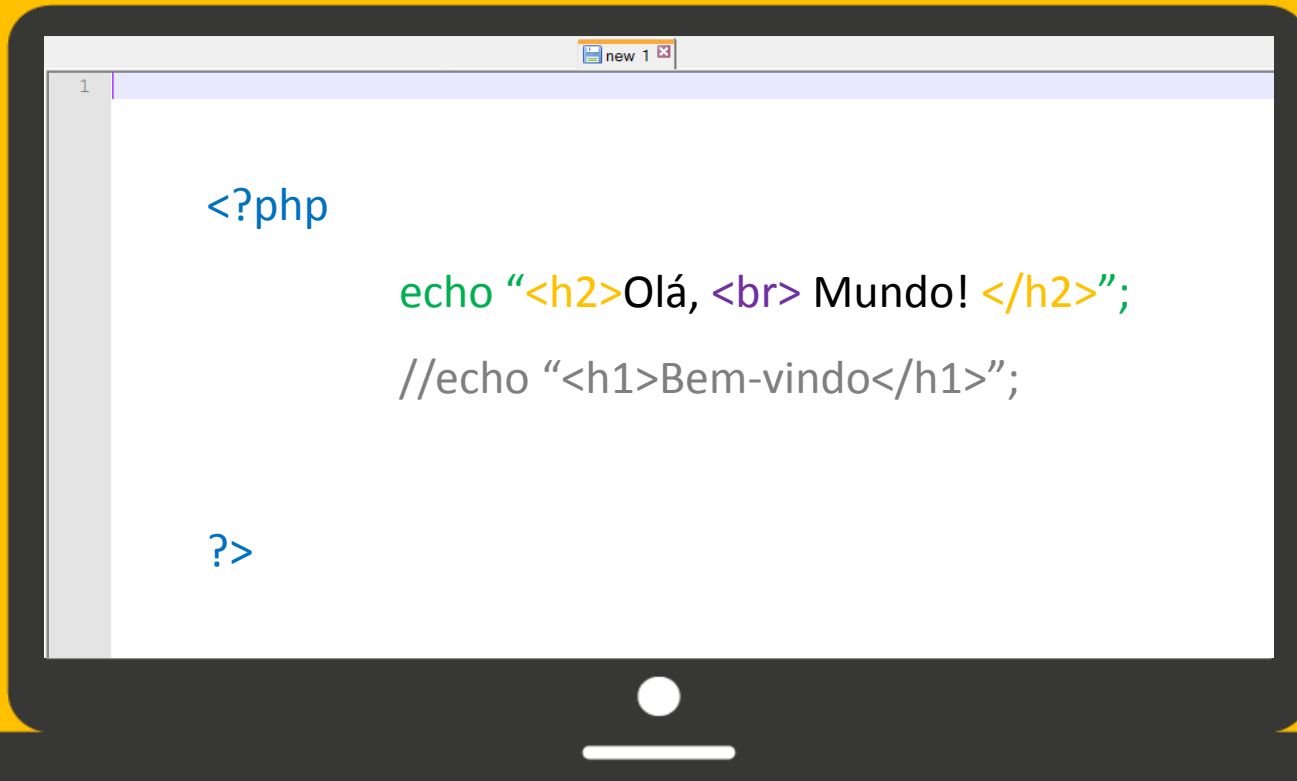 new 1
1
<?php
echo “<h2>Olá, <br> Mundo! </h2>”;
//echo “<h1>Bem-vindo</h1>”;
?>